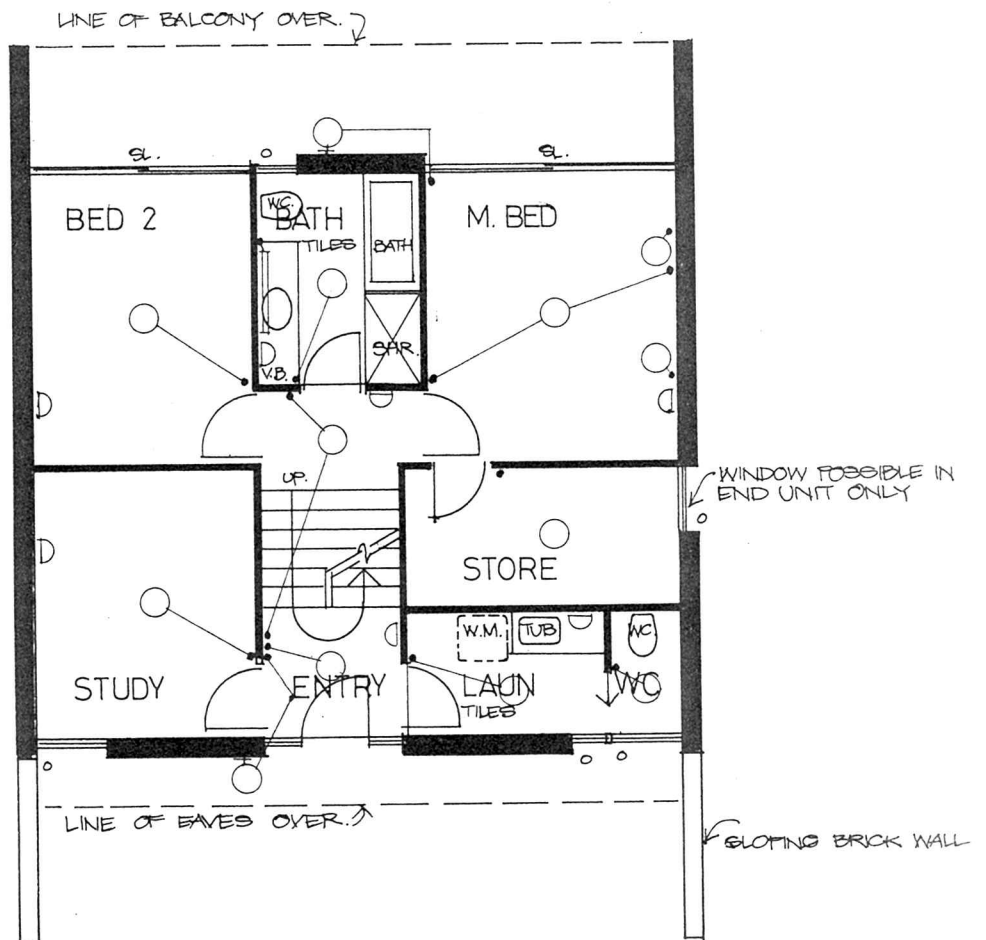 LINE OF BALCONY OVER.
SL.
O
SL.
BED 2
W.C.
BATH
M. BED
TILES
BATH
SHR.
V.B.
UP.
WINDOW POSSIBLE IN
END UNIT ONLY
O
STORE
W.M.
TUB
WC
STUDY
ENTRY
LAUN
WC
TILES
O
O
O
LINE OF EAVES OVER.
SLOPING BRICK WALL